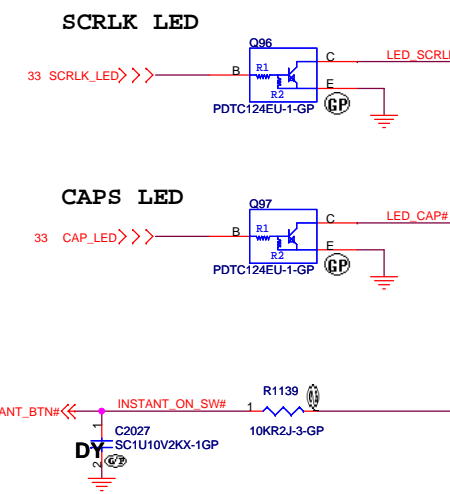 SCRLK LED
Q96
33 SCRLK_LED
B
R1
R2
C
E
LED_SCRL
PDTC124EU-1-GP
GP
CAPS LED
Q97
33 CAP_LED
B
R1
R2
C
E
LED_CAP#
PDTC124EU-1-GP
GP
ANT_BTN#
INSTANT_ON_SW#
1
R1139
10KR2J-3-GP
1
C2027
DY
SC1U10V2KX-1GP
2